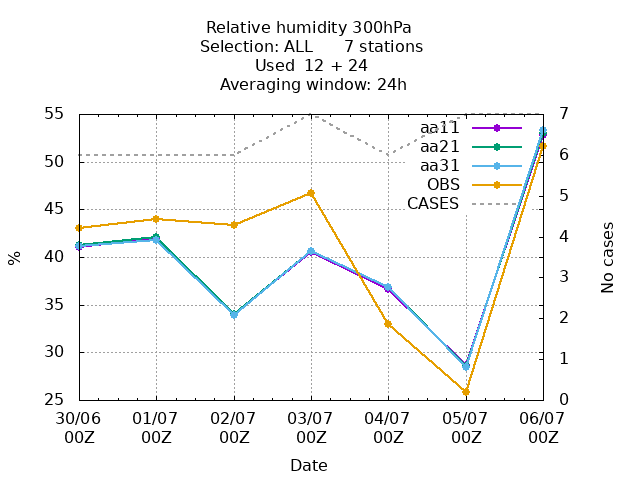 Relative humidity 300hPa
Selection: ALL 7 stations
Used 12 + 24
Averaging window: 24h
55
50
45
40
35
30
25
%
7
6
5
4
3
2
1
0
No cases
aa11
aa21
aa31
OBS
CASES
30/06 01/07 02/07 03/07 04/07 05/07 06/07
00Z 00Z 00Z 00Z 00Z 00Z 00Z
Date